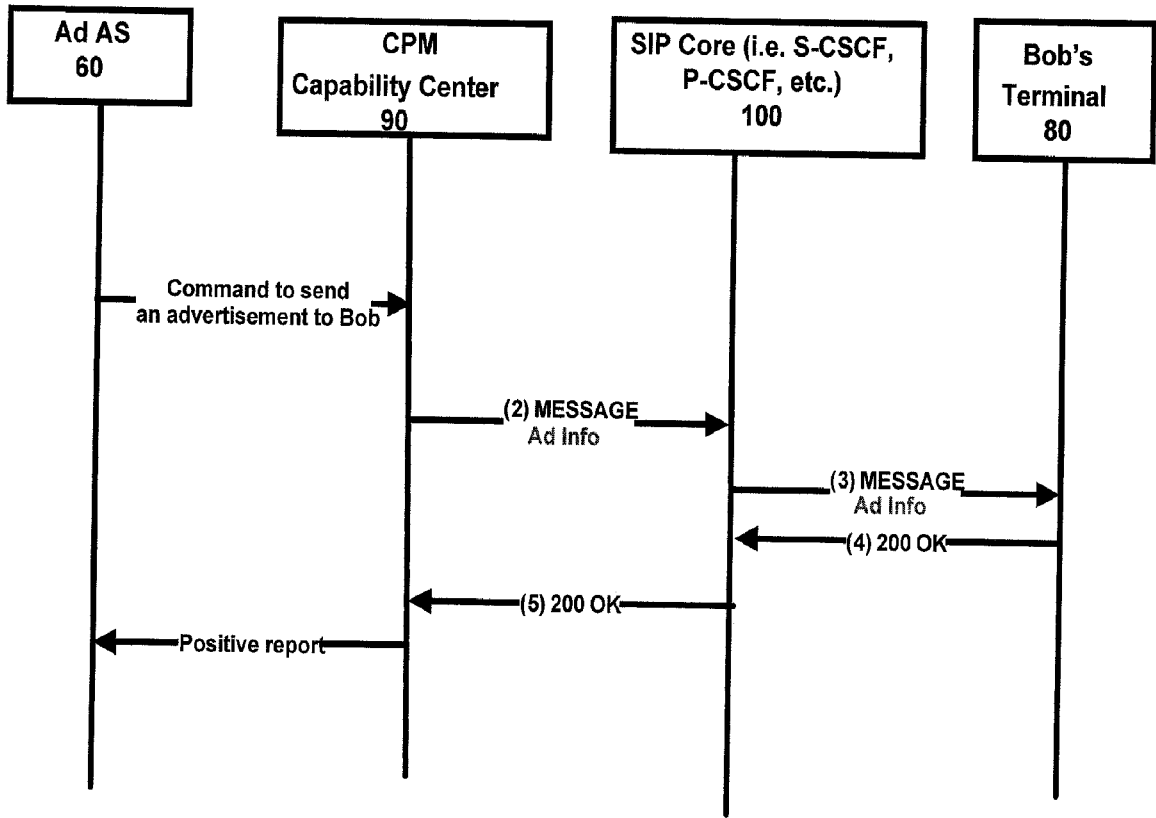 Ad AS
60
CPM
Capability Center
90
SIP Core (i.e. S-CSCF,
P-CSCF, etc.)
100
Bob's
Terminal
80
Command to send
an advertisement to Bob
(2) MESSAGE
Ad Info
(3) MESSAGE
Ad Info
(4) 200 OK
(5) 200 OK
Positive report